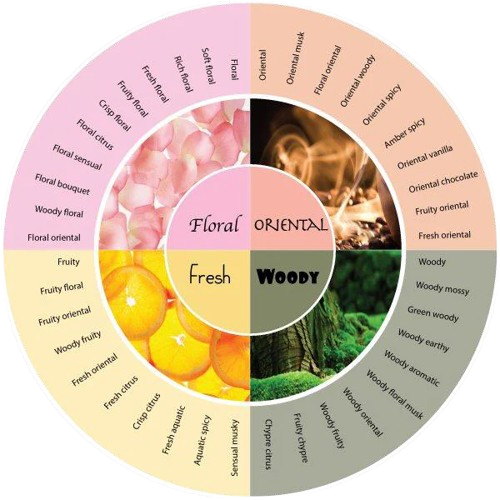 Floral
Soft floral
Rich floral
Fresh floral
Fruity floral
Crisp floral
Floral citrus
Floral sensual
Floral bouquet
Woody floral
Floral oriental
Oriental
Oriental musk
Floral oriental
Oriental woody
Oriental spicy
Amber spicy
Oriental vanilla
Oriental chocolate
Fruity oriental
Fresh oriental
Floral
ORIENTAL
Fresh
WOODY
Fruity
Fruity floral
Fruity oriental
Woody fruity
Fresh oriental
Fresh citrus
Crisp citrus
Fresh aquatic
Aquatic spicy
Sensual musky
Woody
Woody mossy
Green woody
Woody earthy
Woody aromatic
Woody floral musk
Woody oriental
Woody fruity
Fruity chypre
Chypre citrus